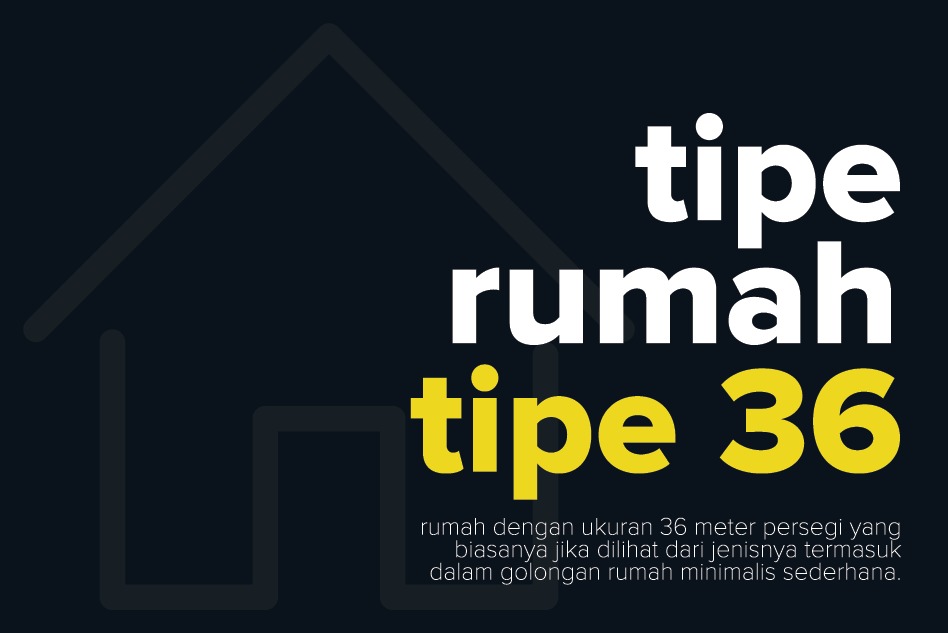 tipe
rumah
tipe 36
rumah dengan ukuran 36 meter persegi yang
biasanya jika dilihat dari jenisnya termasuk
dalam golongan rumah minimalis sederhana.